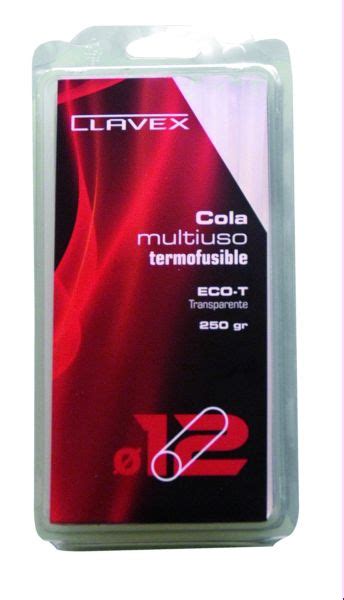 CLAVEX
Cola
multiuso
termofusible
ECO-T
Transparente
250 gr
ø12